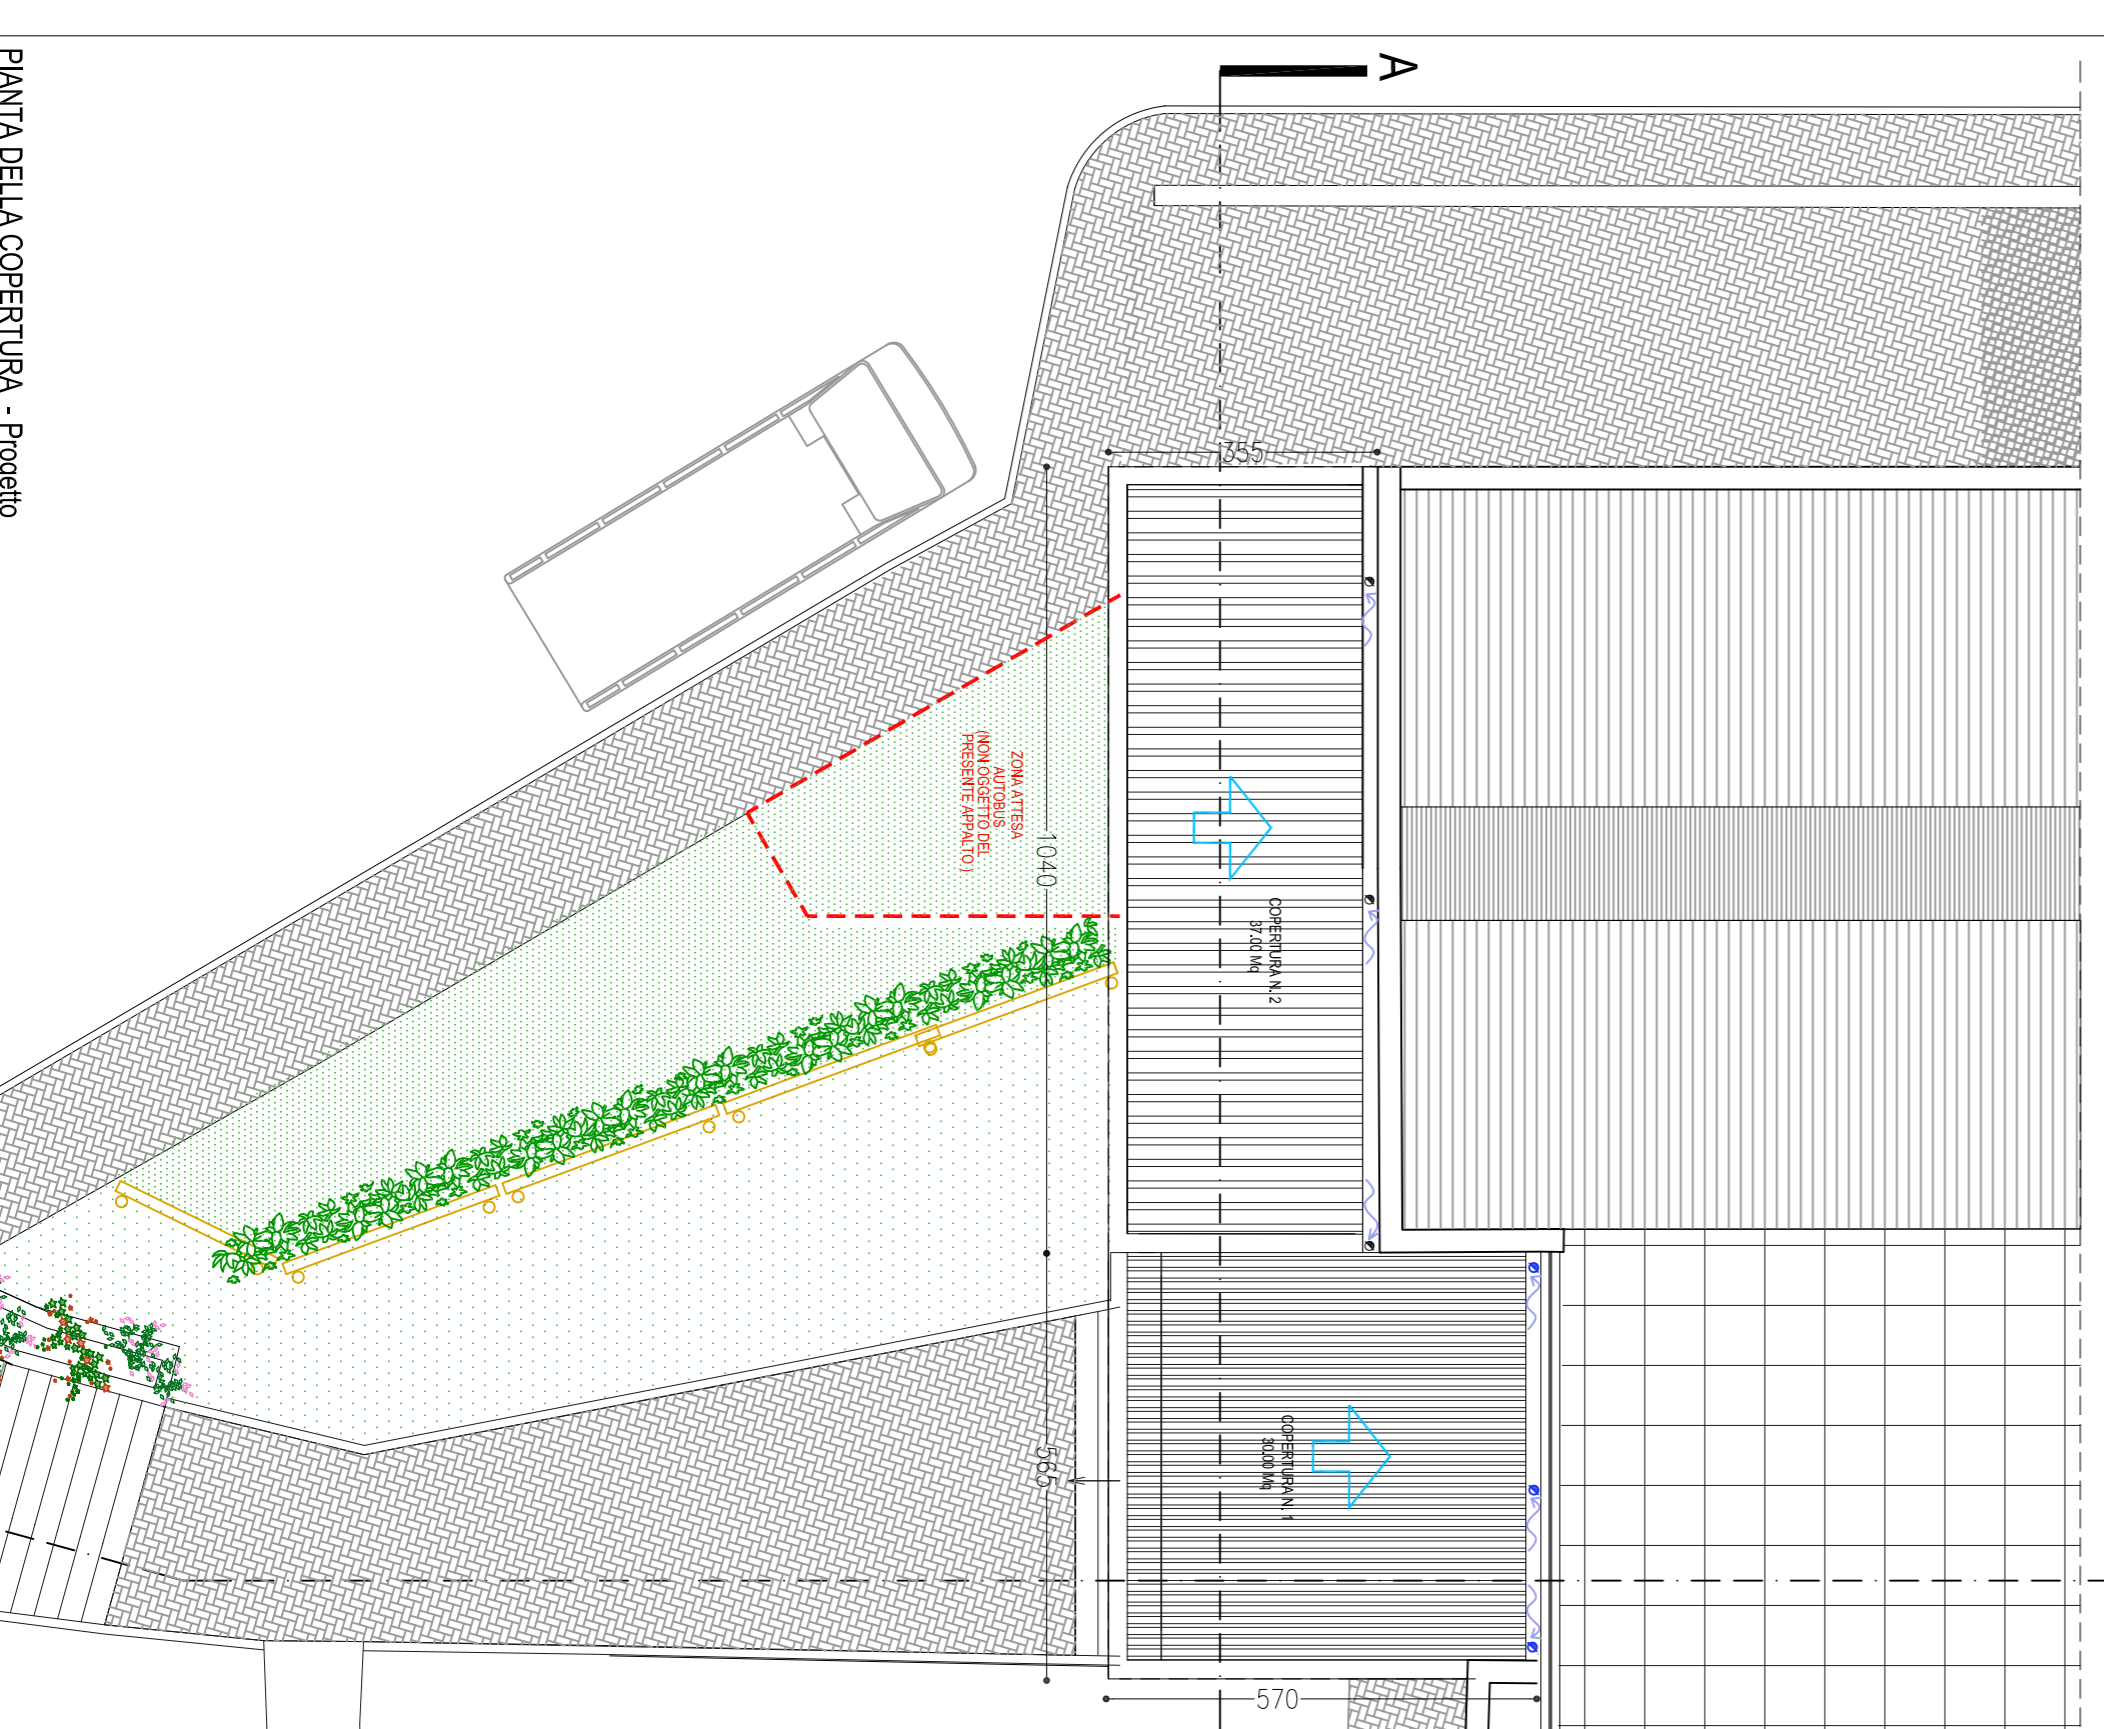 PIANTA DELLA COPERTURA - Progetto
A
355
ZONA ATTESA
AUTOBUS
(NON OGGETTO DEL
PRESENTE APPALTO )
1040
COPERTURA N. 2
37.00 Mq
COPERTURA N. 1
30.00 Mq
565
570